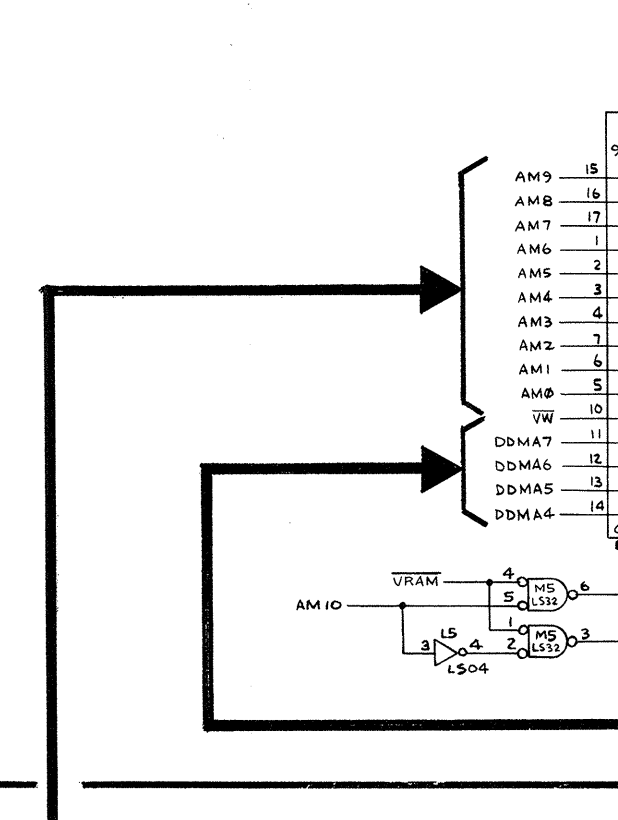 AM9 15
AM8 16
AM7 17
AM6 1
AM5 2
AM4 3
AM3 4
AM2 7
AM1 6
AM0 5
VW 10
DDMA7 11
DDMA6 12
DDMA5 13
DDMA4 14
VRAM 4 M5 LS32 6
AM10 5
1 M5 LS32 3
3 L5 4 2
LS04